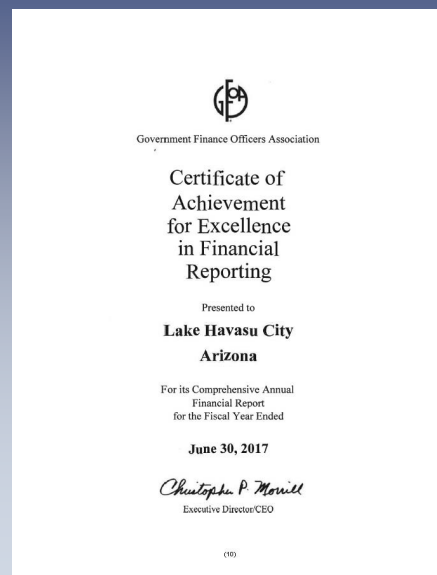 GFOA
Government Finance Officers Association
Certificate of
Achievement
for Excellence
in Financial
Reporting
Presented to
Lake Havasu City
Arizona
For its Comprehensive Annual
Financial Report
for the Fiscal Year Ended
June 30, 2017
Christopher P. Morrill
Executive Director/CEO
(10)